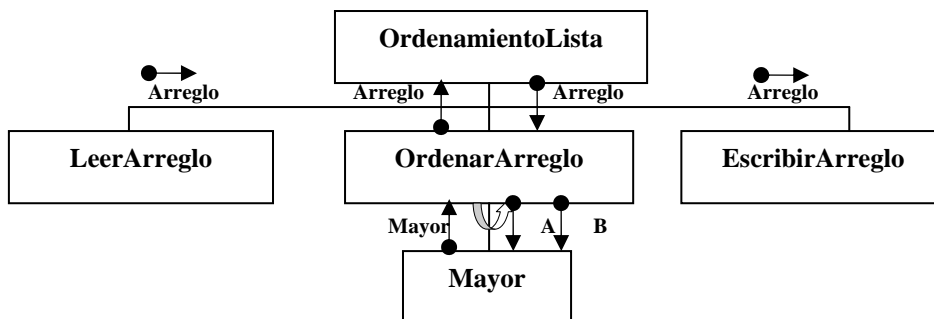 OrdenamientoLista
Arreglo
Arreglo
Arreglo
Arreglo
LeerArreglo
OrdenarArreglo
EscribirArreglo
Mayor
A
B
Mayor